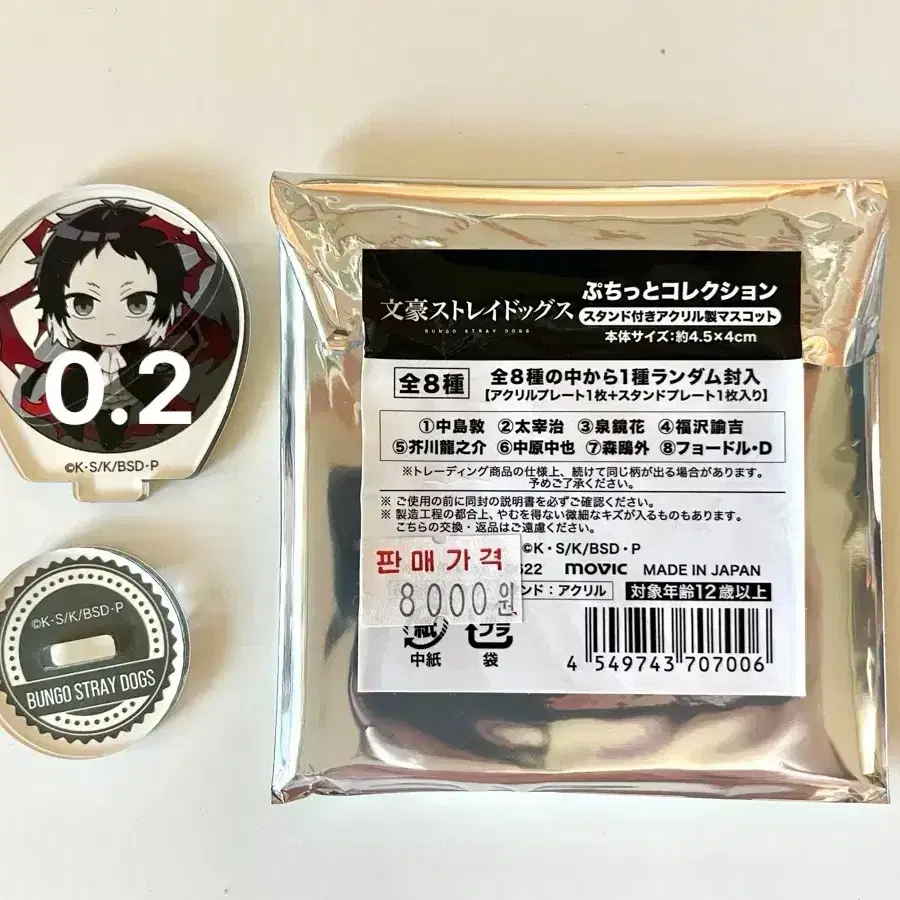 0.2
©K・S/K/BSD・P
©K・S/K/BSD・P
BUNGO STRAY DOGS
文豪ストレイドッグス
BUNGO STRAY DOGS
ぷちっとコレクション
スタンド付きアクリル製マスコット
本体サイズ:約4.5×4cm
全8種
全8種の中から1種ランダム封入
【アクリルプレート1枚+スタンドプレート1枚入り】
①中島敦 ②太宰治 ③泉鏡花 ④福沢諭吉
⑤芥川龍之介 ⑥中原中也 ⑦森鴎外 ⑧フョードル・D
※トレーディング商品の仕様上、続けて同じ柄が出る場合があります。
予めご了承ください。
※ ご使用の前に同封の説明書を必ずご確認ください。
※ 製造工程の都合上、やむを得ない微細なキズが入るものもあります。
こちらの交換・返品はご遠慮ください。
©K・S/K/BSD・P
판매가격
8000원
622 movic MADE IN JAPAN
ンド:アクリル 対象年齢12歳以上
紙 プラ
中紙 袋
4 549743 707006